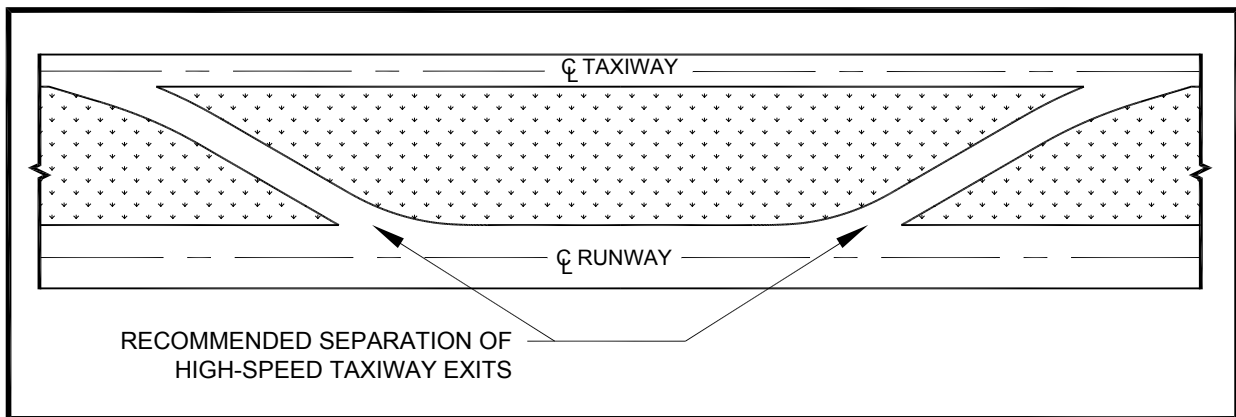 ℄ TAXIWAY
℄ RUNWAY
RECOMMENDED SEPARATION OF
HIGH-SPEED TAXIWAY EXITS